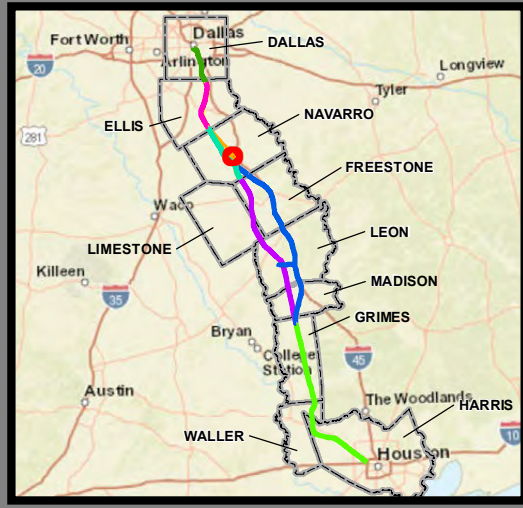 Dallas
DALLAS
Fort Worth
Arlington
20
Longview
Tyler
NAVARRO
ELLIS
281
FREESTONE
Waco
LEON
LIMESTONE
Killeen
MADISON
35
GRIMES
Bryan
College
Station
45
Austin
The Woodlands
HARRIS
WALLER
10
Houston